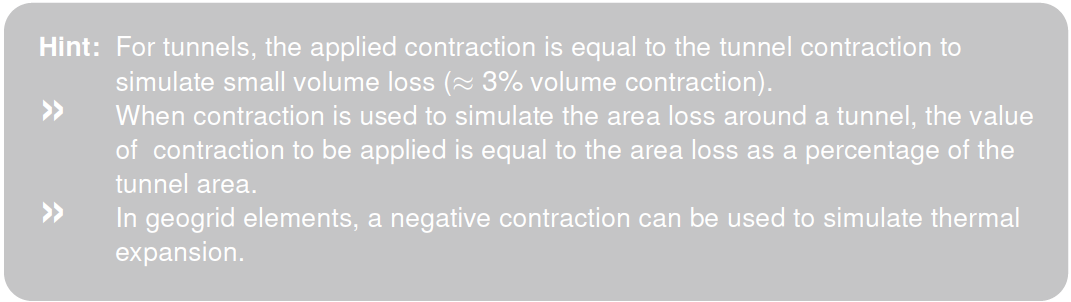 Hint: For tunnels, the applied contraction is equal to the tunnel contraction to
simulate small volume loss (≈ 3% volume contraction).
» When contraction is used to simulate the area loss around a tunnel, the value
of contraction to be applied is equal to the area loss as a percentage of the
tunnel area.
» In geogrid elements, a negative contraction can be used to simulate thermal
expansion.